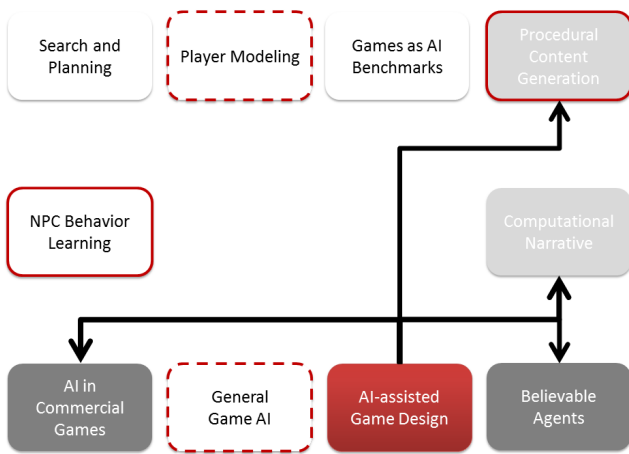 Search and
Planning
Player Modeling
Games as AI
Benchmarks
Procedural
Content
Generation
NPC Behavior
Learning
Computational
Narrative
AI in
Commercial
Games
General
Game AI
AI-assisted
Game Design
Believable
Agents